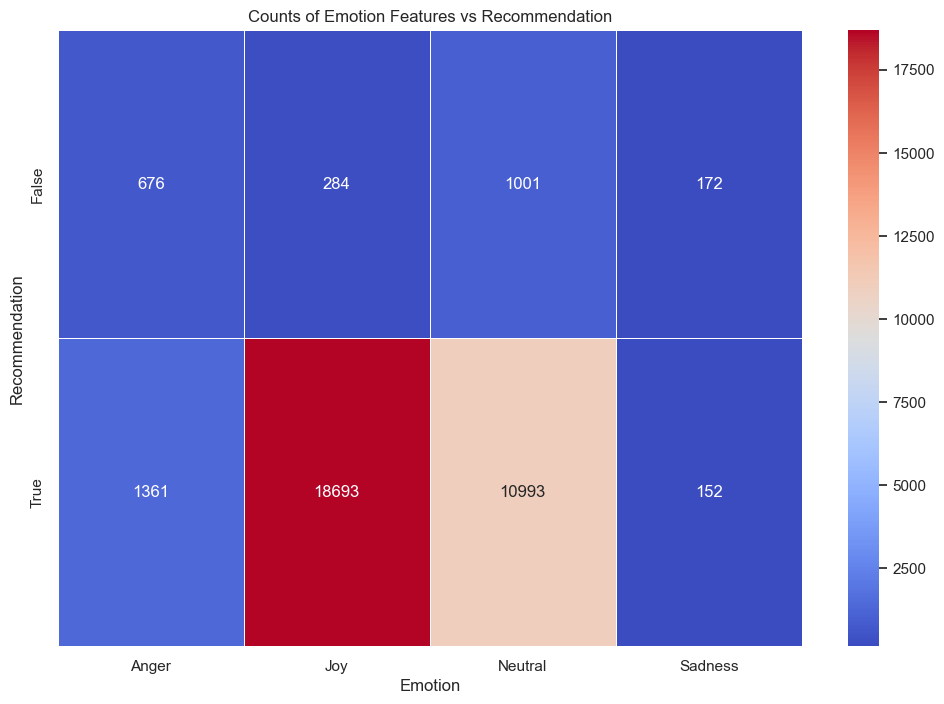 Counts of Emotion Features vs Recommendation
Recommendation
False
676 284 1001 172
True
1361 18693 10993 152
Anger Joy Neutral Sadness
Emotion
17500
15000
12500
10000
7500
5000
2500